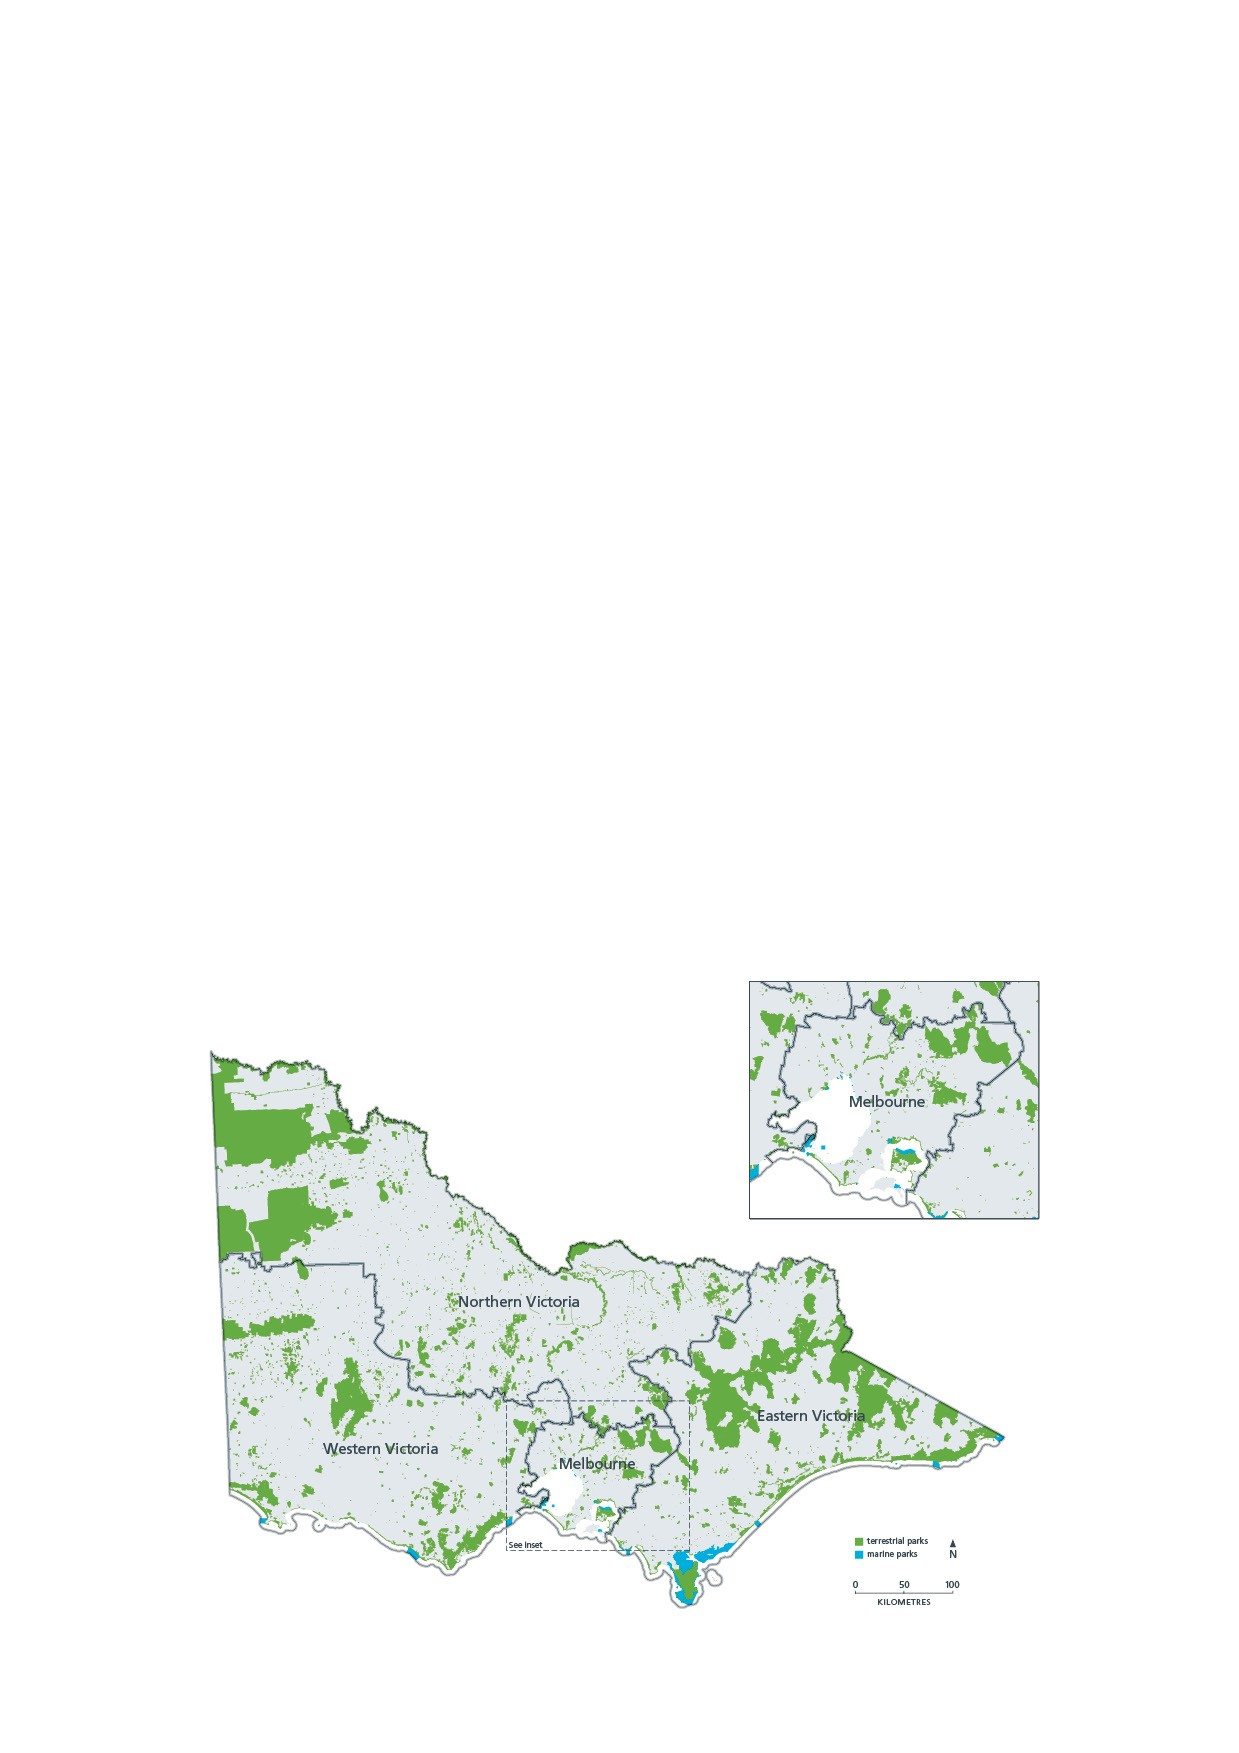 Melbourne
Northern Victoria
Eastern Victoria
Western Victoria
Melbourne
See Inset
terrestrial parks
marine parks
N
0 50 100
KILOMETRES